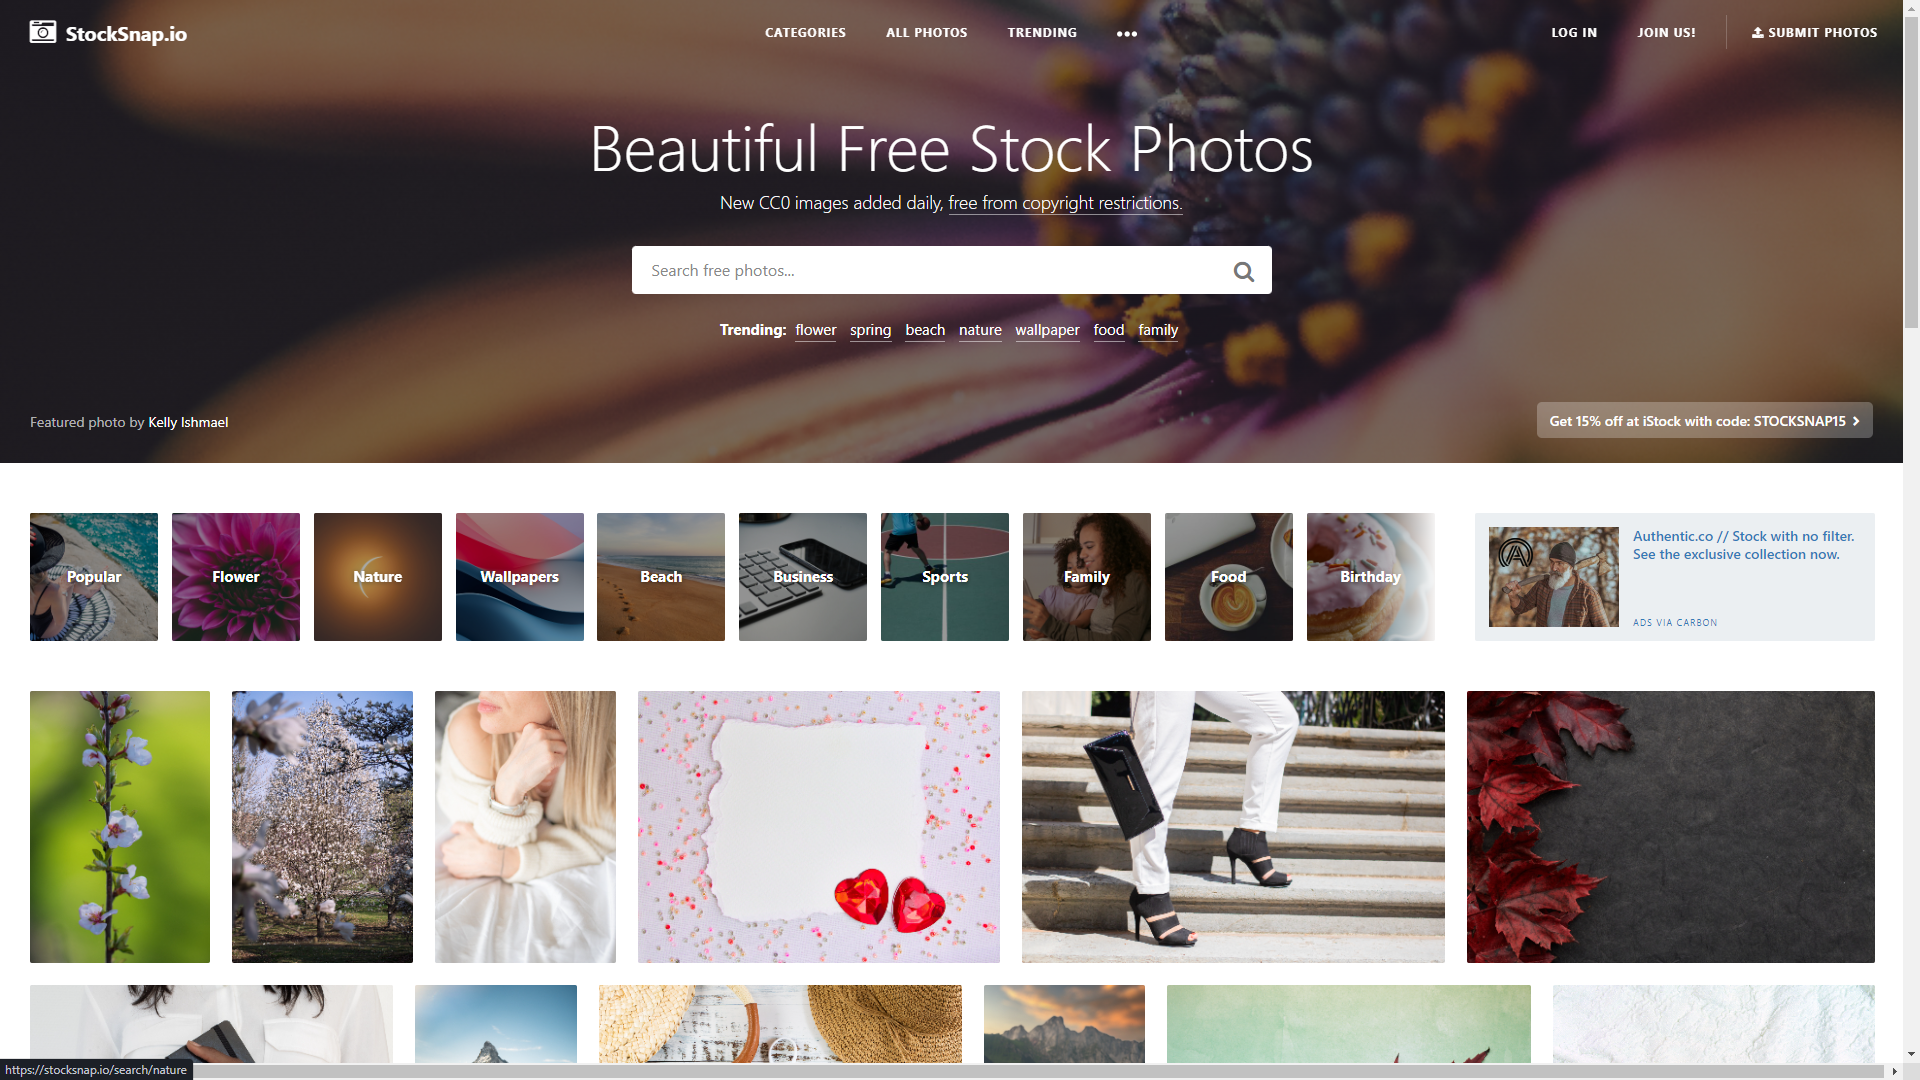 StockSnap.io
CATEGORIES
ALL PHOTOS
TRENDING
LOG IN
JOIN US!
SUBMIT PHOTOS
Beautiful Free Stock Photos
New CC0 images added daily, free from copyright restrictions.
Search free photos...
Trending: flower spring beach nature wallpaper food family
Featured photo by Kelly Ishmael
Get 15% off at iStock with code: STOCKSNAP15
Popular
Flower
Nature
Wallpapers
Beach
Business
Sports
Family
Food
Birthday
Authentic.co // Stock with no filter.
See the exclusive collection now.
ADS VIA CARBON
https://stocksnap.io/search/nature